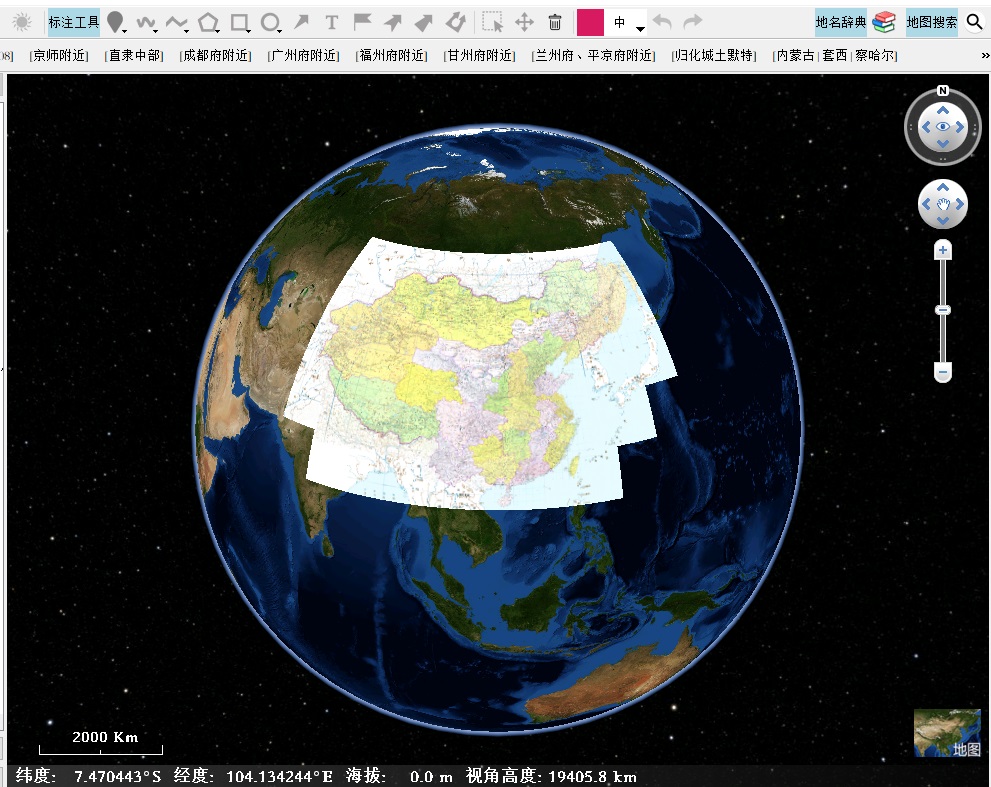 标注工具 T 中 地名辞典 地图搜索
[京师附近] [直隶中部] [成都府附近] [广州府附近] [福州府附近] [甘州府附近] [兰州府、平京府附近] [归化城土默特] [内蒙古 | 套西 | 察哈尔] »
N
2000 Km
地图
纬度: 7.470443°S 经度: 104.134244°E 海拔: 0.0 m 视角高度: 19405.8 km